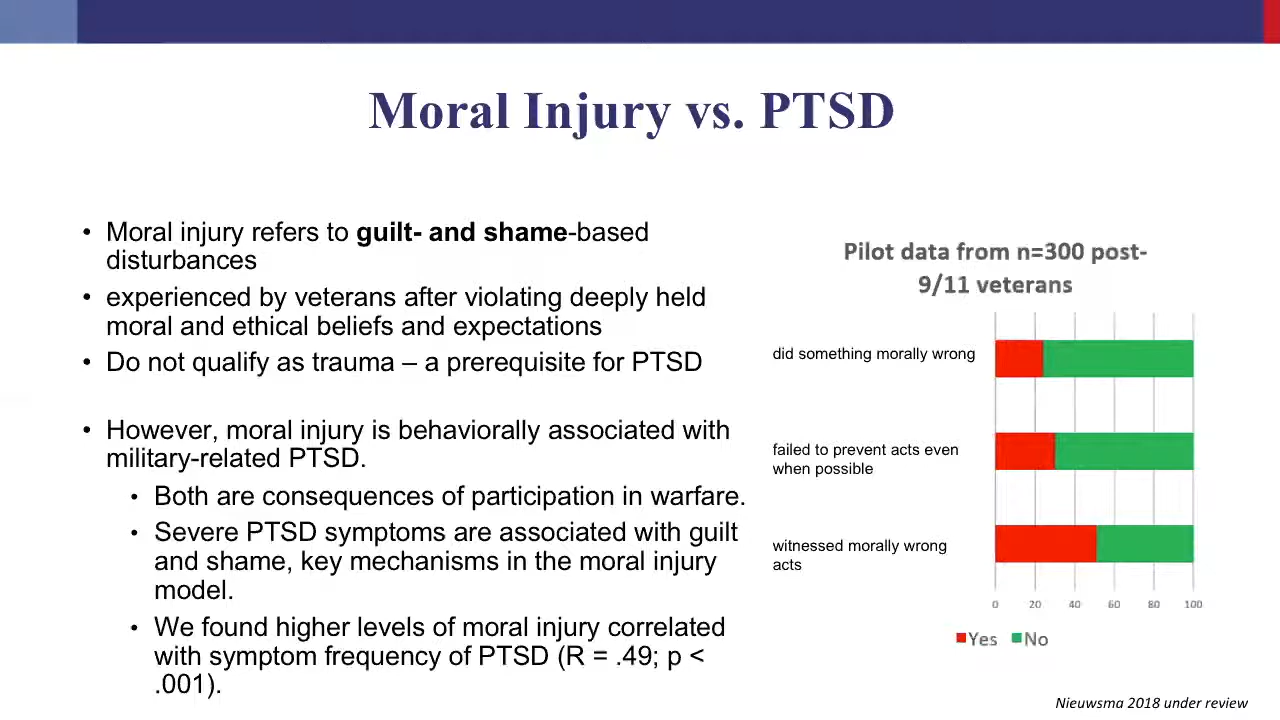 Moral Injury vs. PTSD
• Moral injury refers to guilt- and shame-based
disturbances
• experienced by veterans after violating deeply held
moral and ethical beliefs and expectations
• Do not qualify as trauma – a prerequisite for PTSD
• However, moral injury is behaviorally associated with
military-related PTSD.
• Both are consequences of participation in warfare.
• Severe PTSD symptoms are associated with guilt
and shame, key mechanisms in the moral injury
model.
• We found higher levels of moral injury correlated
with symptom frequency of PTSD (R = .49; p <
.001).
Pilot data from n=300 post-
9/11 veterans
did something morally wrong
failed to prevent acts even
when possible
witnessed morally wrong
acts
0 20 40 60 80 100
Yes No
Nieuwsma 2018 under review